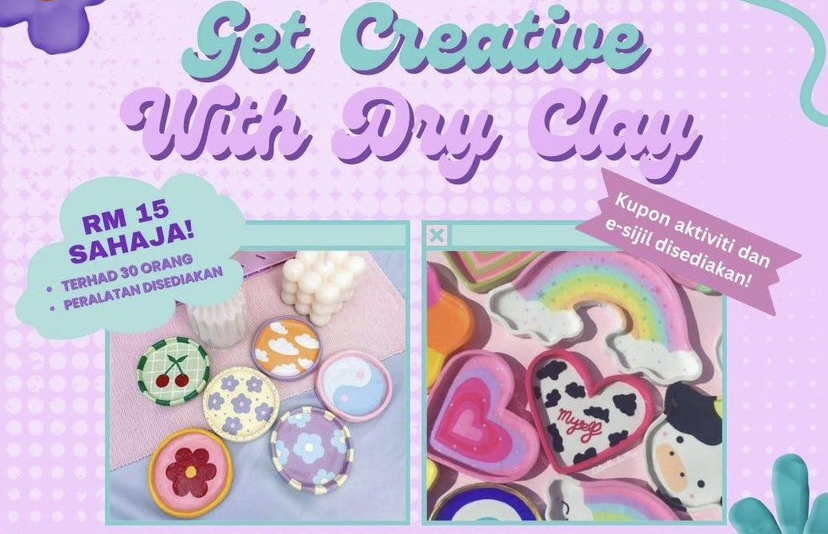 Get Creative
With Dry Clay
RM 15
SAHAJA!
• TERHAD 30 ORANG
• PERALATAN DISEDIAKAN
Kupon aktiviti dan
e-sijil disediakan!